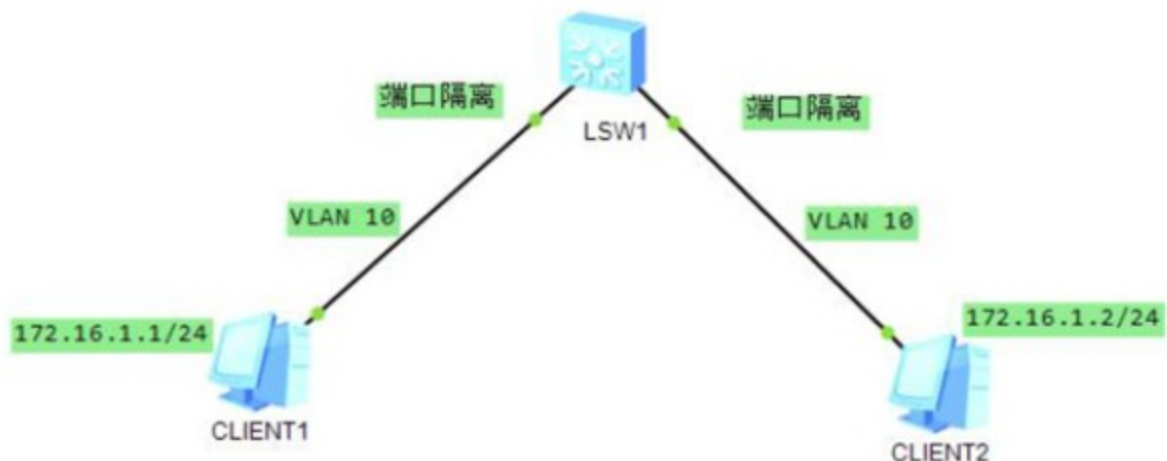 端口隔离
端口隔离
LSW1
VLAN 10
VLAN 10
172.16.1.1/24
172.16.1.2/24
CLIENT1
CLIENT2